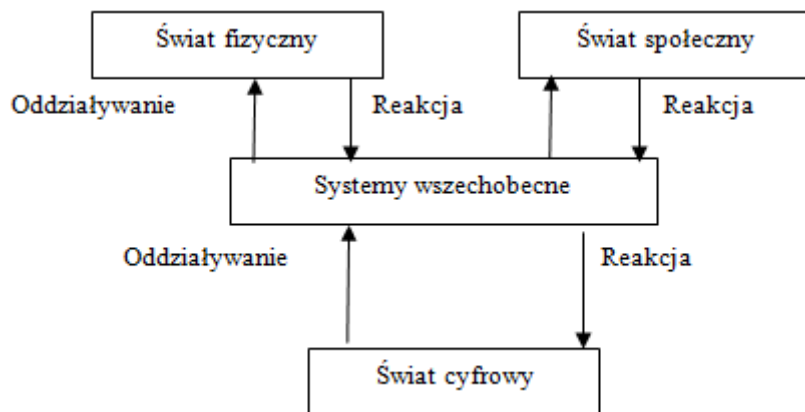 Świat fizyczny
Świat społeczny
Oddziaływanie
Reakcja
Reakcja
Systemy wszechobecne
Oddziaływanie
Reakcja
Świat cyfrowy